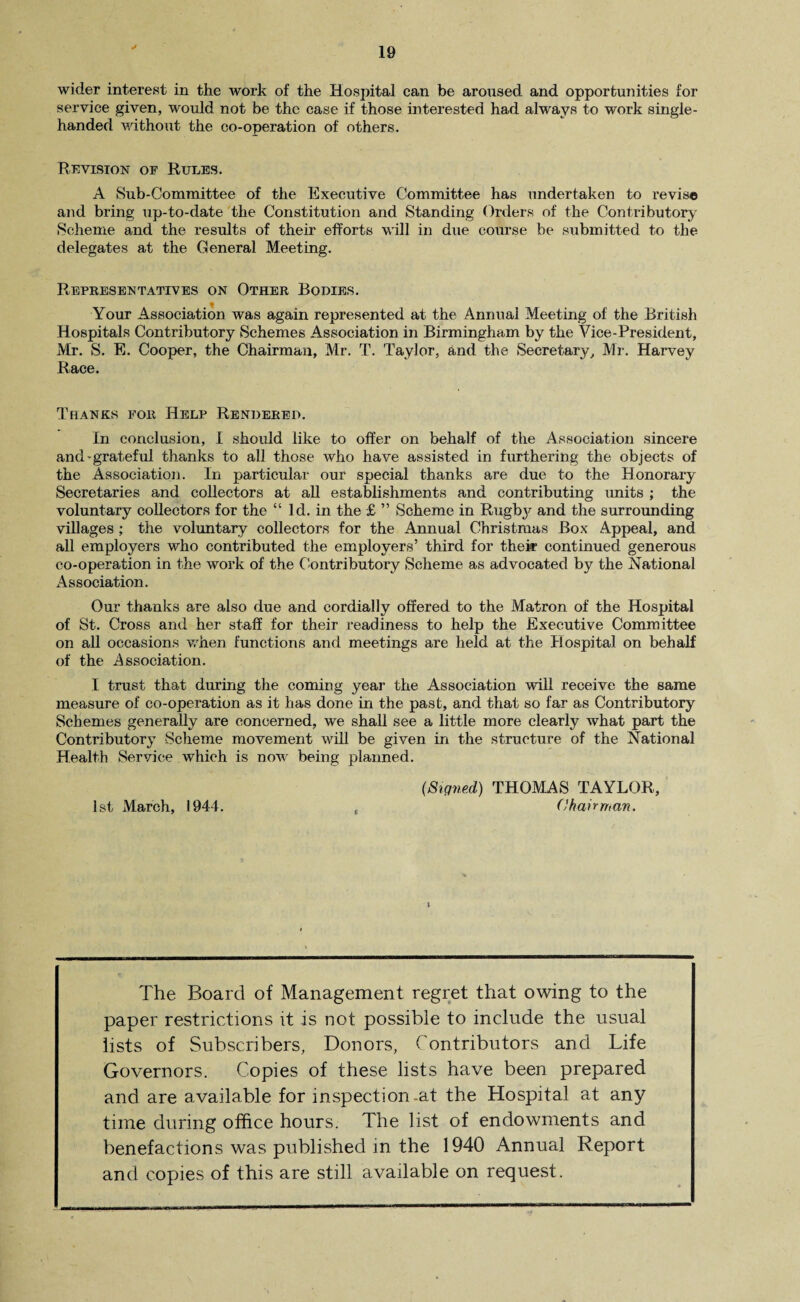 19
wider interest in the work of the Hospital can be aroused and opportunities for
service given, would not be the case if those interested had always to work single-
handed without the co-operation of others.
Revision of Rules.
A Sub-Committee of the Executive Committee has undertaken to revise
and bring up-to-date the Constitution and Standing Orders of the Contributory
Scheme and the results of their efforts will in due course be submitted to the
delegates at the General Meeting.
Representatives on Other Bodies.
Your Association was again represented at the Annual Meeting of the British
Hospitals Contributory Schemes Association in Birmingham by the Vice-President,
Mr. S. E. Cooper, the Chairman, Mr. T. Taylor, and the Secretary, Mr. Harvey
Race.
Thanks for Help Rendered.
In conclusion, I should like to offer on behalf of the Association sincere
and grateful thanks to all those who have assisted in furthering the objects of
the Association. In particular our special thanks are due to the Honorary
Secretaries and collectors at all establishments and contributing units ; the
voluntary collectors for the “ 1d. in the £ ” Scheme in Rugby and the surrounding
villages ; the voluntary collectors for the Annual Christmas Box Appeal, and
all employers who contributed the employers’ third for their continued generous
co-operation in the work of the Contributory Scheme as advocated by the National
Association.
Our thanks are also due and cordially offered to the Matron of the Hospital
of St. Cross and her staff for their readiness to help the Executive Committee
on all occasions when functions and meetings are held at the Hospital on behalf
of the Association.
I trust that during the coming year the Association will receive the same
measure of co-operation as it has done in the past, and that so far as Contributory
Schemes generally are concerned, we shall see a little more clearly what part the
Contributory Scheme movement will be given in the structure of the National
Health Service which is now being planned.
(Signed) THOMAS TAYLOR,
1st March, 1944. Chairman.
The Board of Management regret that owing to the
paper restrictions it is not possible to include the usual
lists of Subscribers, Donors, Contributors and Life
Governors. Copies of these lists have been prepared
and are available for inspection at the Hospital at any
time during office hours. The list of endowments and
benefactions was published in the 1940 Annual Report
and copies of this are still available on request.